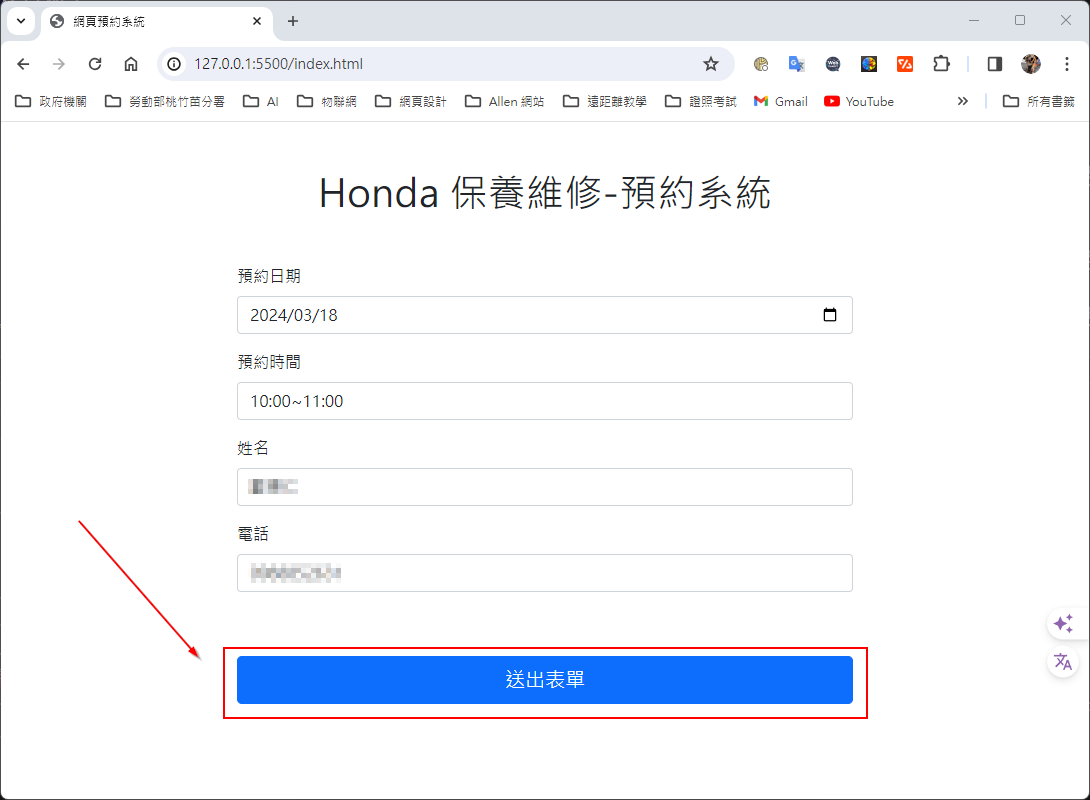 網頁預約系統
127.0.0.1:5500/index.html
政府機關 勞動部桃竹苗分署 AI 物聯網 網頁設計 Allen 網站 遠距離教學 證照考試 Gmail YouTube 所有書籤
Honda 保養維修-預約系統
預約日期
2024/03/18
預約時間
10:00~11:00
姓名
電話
送出表單